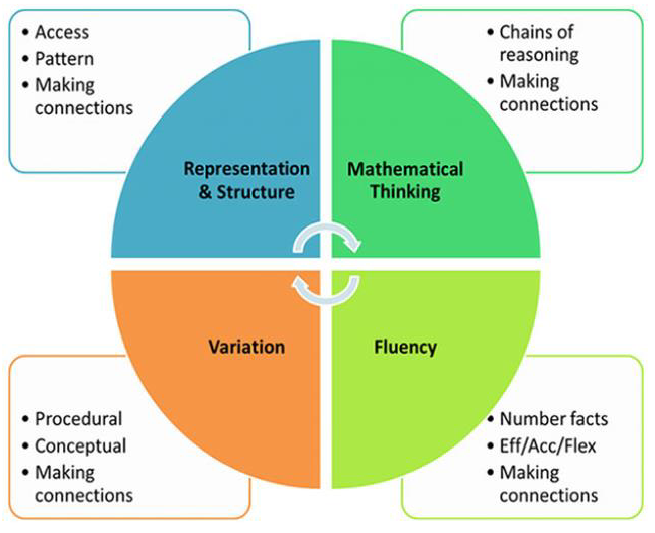 • Access
• Pattern
• Making
connections
• Chains of
reasoning
• Making
connections
Representation
& Structure
Mathematical
Thinking
Variation
Fluency
• Procedural
• Conceptual
• Making
connections
• Number facts
• Eff/Acc/Flex
• Making
connections